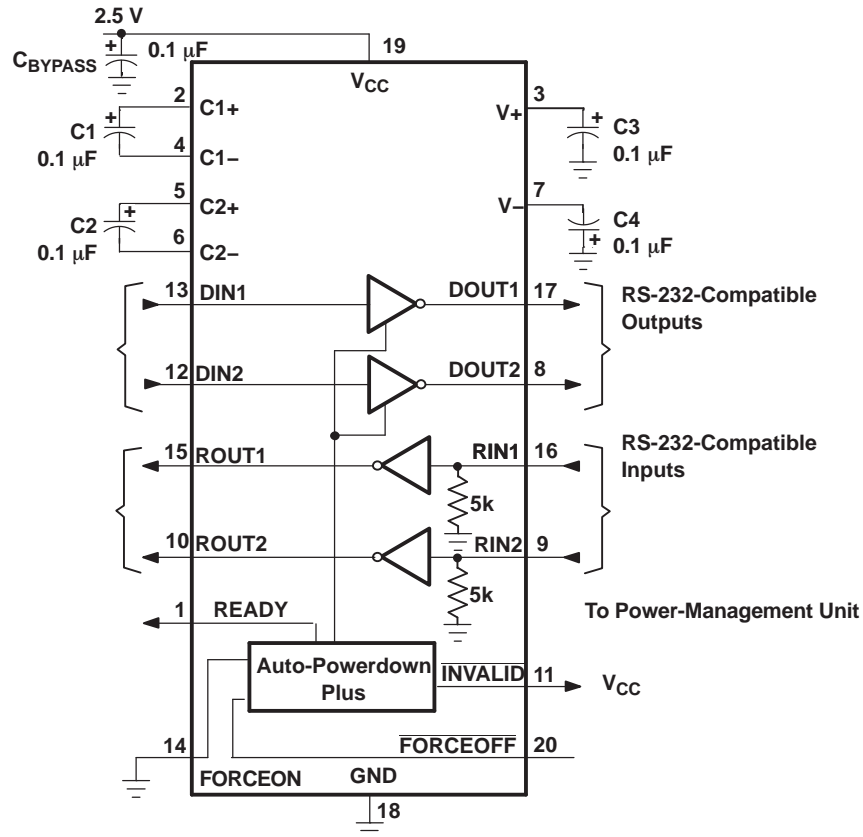 2.5 V
CBYPASS
0.1 μF
19
VCC
2
C1+
C1
0.1 μF
4
C1−
3
V+
C3
0.1 μF
5
C2+
C2
0.1 μF
6
C2−
7
V−
C4
0.1 μF
13
DIN1
DOUT1
17
RS-232-Compatible
Outputs
12
DIN2
DOUT2
8
15
ROUT1
RIN1
16
RS-232-Compatible
Inputs
5k
10
ROUT2
RIN2
9
5k
1
READY
To Power-Management Unit
Auto-Powerdown
Plus
INVALID
11
VCC
14
FORCEON
FORCEOFF
20
GND
18